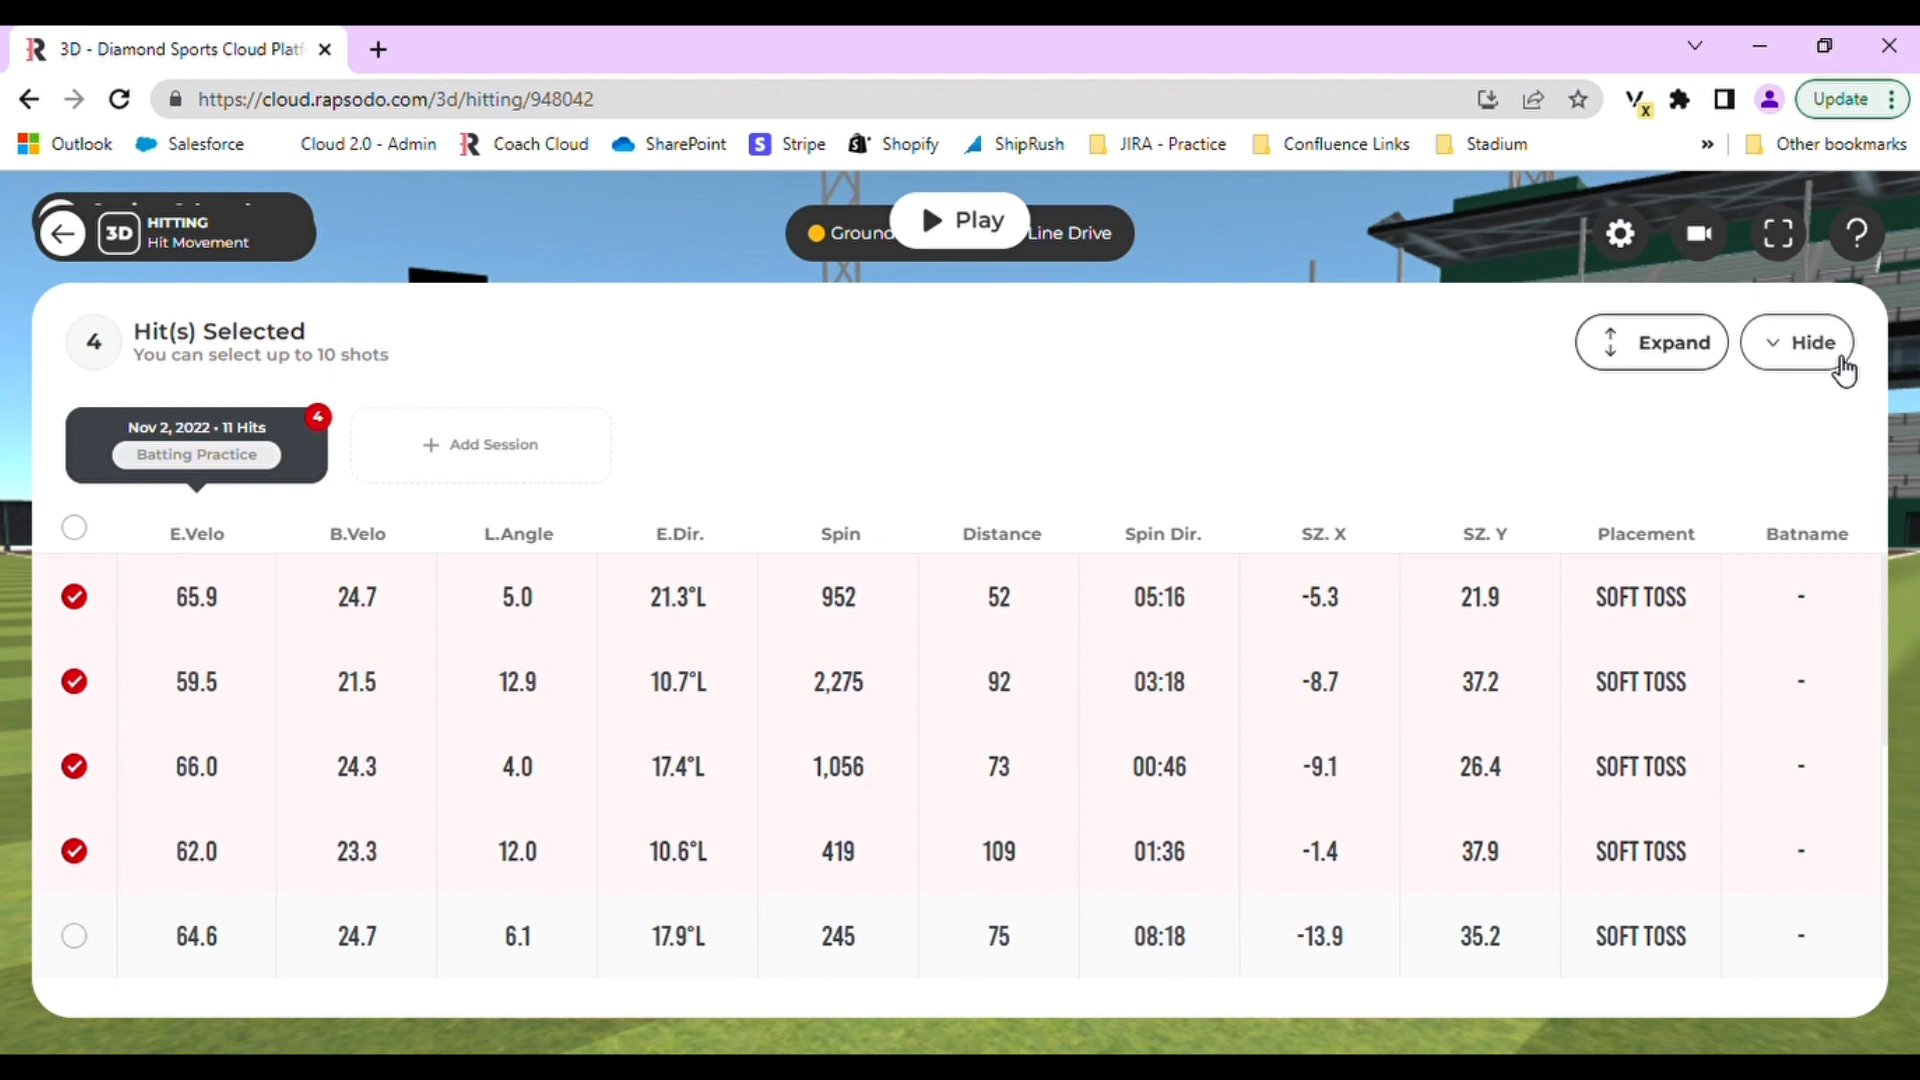 3D - Diamond Sports Cloud Platf
https://cloud.rapsodo.com/3d/hitting/948042
Update
Outlook
Salesforce
Cloud 2.0 - Admin
Coach Cloud
SharePoint
Stripe
Shopify
ShipRush
JIRA - Practice
Confluence Links
Stadium
»
Other bookmarks
3D
HITTING
Hit Movement
Ground
Play
Line Drive
?
4
Hit(s) Selected
You can select up to 10 shots
Expand
Hide
Nov 2, 2022 • 11 Hits
4
Batting Practice
+ Add Session
E.Velo B.Velo L.Angle E.Dir. Spin Distance Spin Dir. SZ. X SZ. Y Placement Batname
65.9 24.7 5.0 21.3°L 952 52 05:16 -5.3 21.9 SOFT TOSS -
59.5 21.5 12.9 10.7°L 2,275 92 03:18 -8.7 37.2 SOFT TOSS -
66.0 24.3 4.0 17.4°L 1,056 73 00:46 -9.1 26.4 SOFT TOSS -
62.0 23.3 12.0 10.6°L 419 109 01:36 -1.4 37.9 SOFT TOSS -
64.6 24.7 6.1 17.9°L 245 75 08:18 -13.9 35.2 SOFT TOSS -